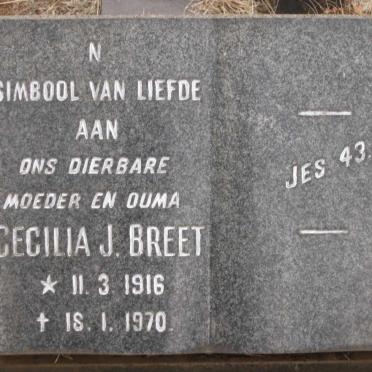 N
SIMBOOL VAN LIEFDE
AAN
ONS DIERBARE
MOEDER EN OUMA
CECILIA J. BREET
★ 11. 3 1916
✝ 18. 1. 1970.
JES 43.